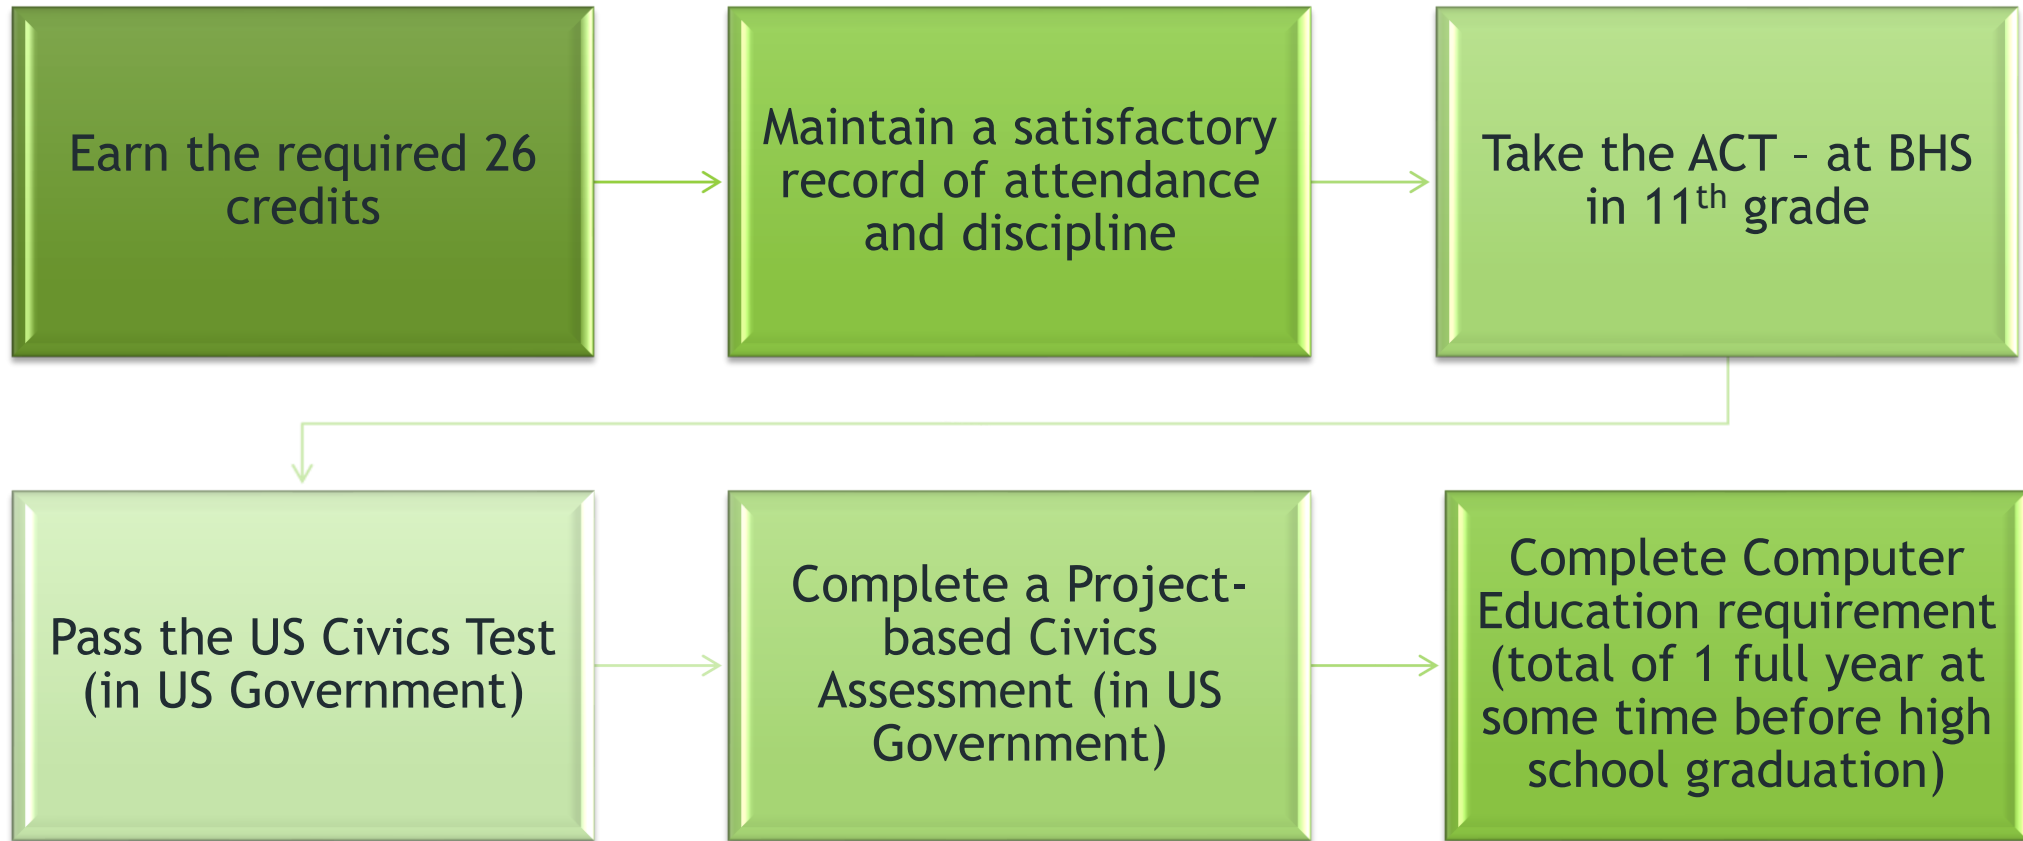 Earn the required 26
credits
Maintain a satisfactory
record of attendance
and discipline
Take the ACT – at BHS
in 11th grade
Pass the US Civics Test
(in US Government)
Complete a Project-
based Civics
Assessment (in US
Government)
Complete Computer
Education requirement
(total of 1 full year at
some time before high
school graduation)